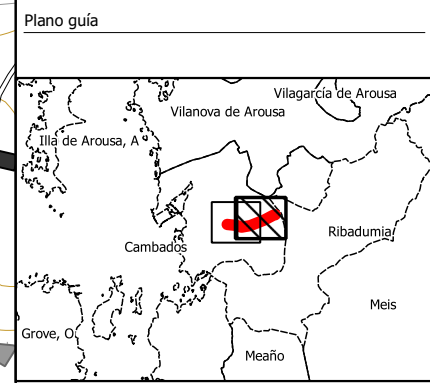 Plano guía
Vilagarcía de Arousa
Vilanova de Arousa
Illa de Arousa, A
Ribadumia
Cambados
Meis
Grove, O
Meaño